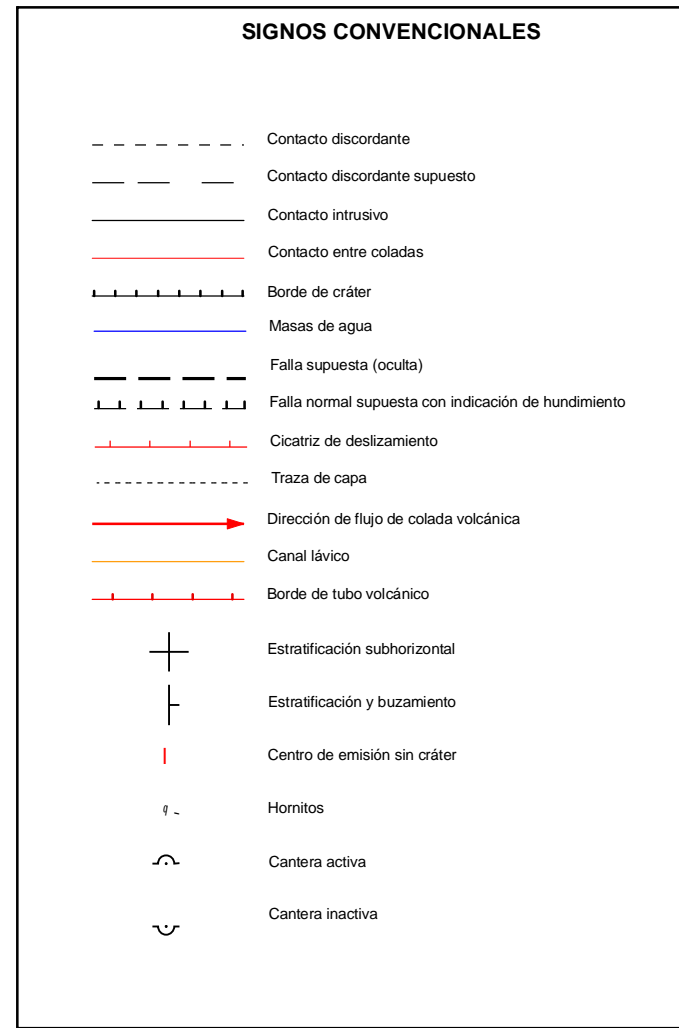 SIGNOS CONVENCIONALES
Contacto discordante
Contacto discordante supuesto
Contacto intrusivo
Contacto entre coladas
Borde de cráter
Masas de agua
Falla supuesta (oculta)
Falla normal supuesta con indicación de hundimiento
Cicatriz de deslizamiento
Traza de capa
Dirección de flujo de colada volcánica
Canal lávico
Borde de tubo volcánico
Estratificación subhorizontal
Estratificación y buzamiento
Centro de emisión sin cráter
Hornitos
Cantera activa
Cantera inactiva